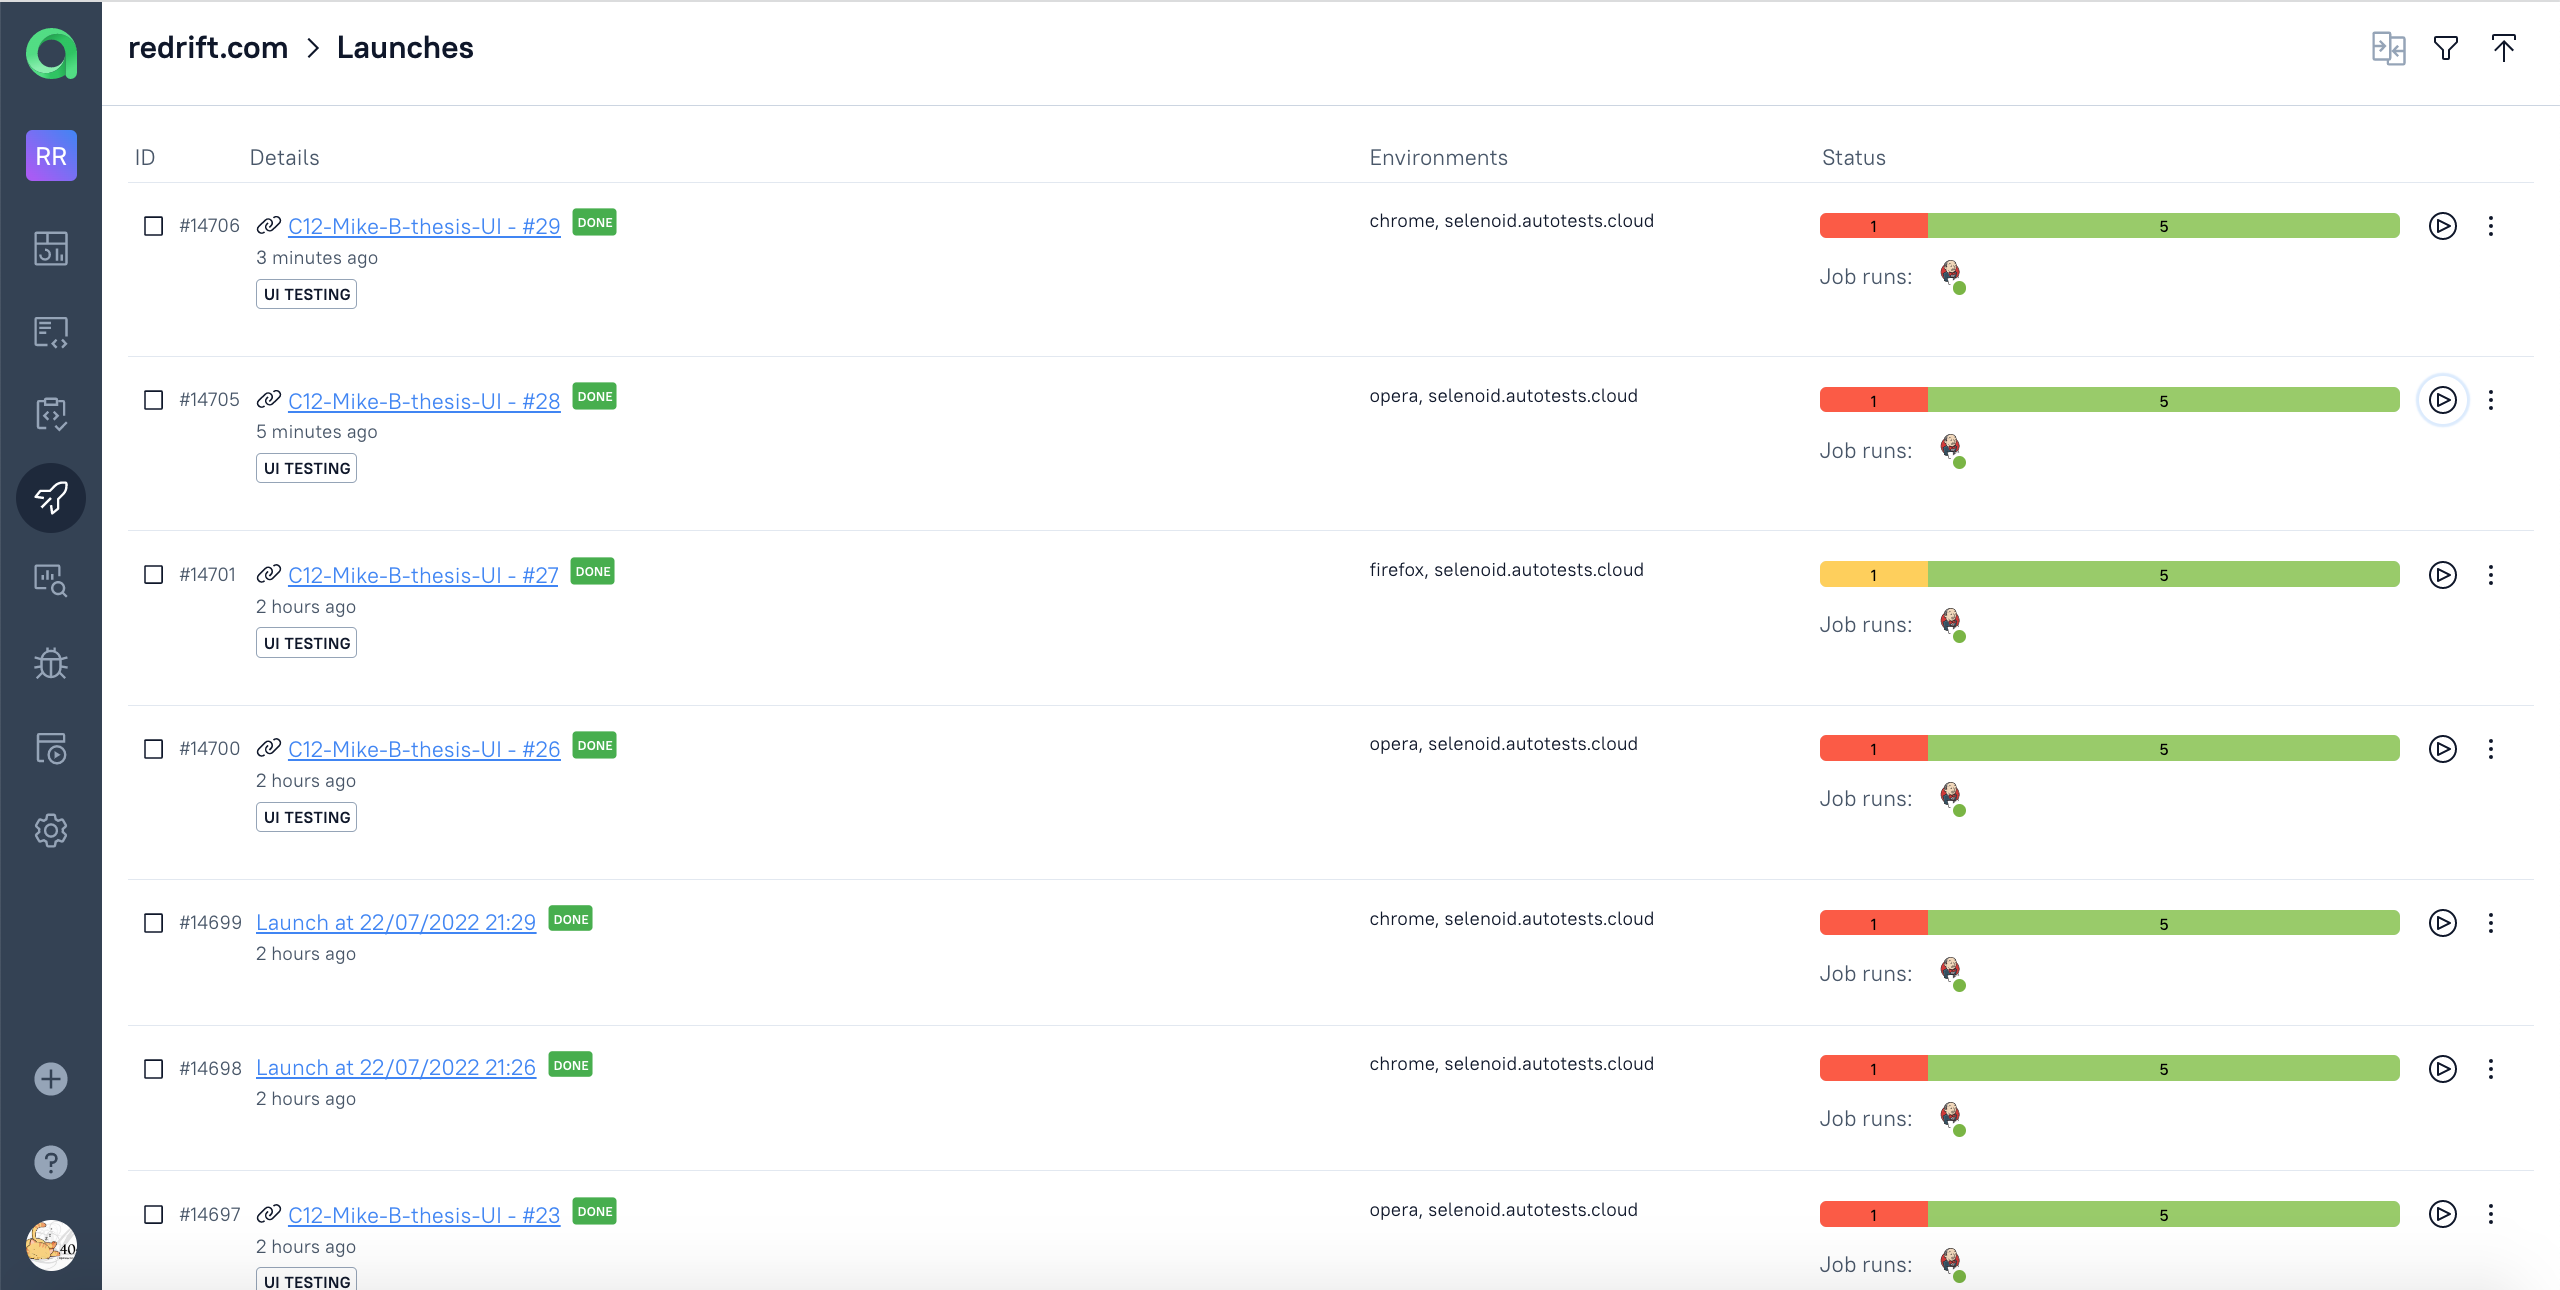 redrift.com > Launches
RR
ID Details Environments Status
#14706 C12-Mike-B-thesis-UI - #29 DONE chrome, selenoid.autotests.cloud 1 5
3 minutes ago Job runs:
UI TESTING
#14705 C12-Mike-B-thesis-UI - #28 DONE opera, selenoid.autotests.cloud 1 5
5 minutes ago Job runs:
UI TESTING
#14701 C12-Mike-B-thesis-UI - #27 DONE firefox, selenoid.autotests.cloud 1 5
2 hours ago Job runs:
UI TESTING
#14700 C12-Mike-B-thesis-UI - #26 DONE opera, selenoid.autotests.cloud 1 5
2 hours ago Job runs:
UI TESTING
#14699 Launch at 22/07/2022 21:29 DONE chrome, selenoid.autotests.cloud 1 5
2 hours ago Job runs:
#14698 Launch at 22/07/2022 21:26 DONE chrome, selenoid.autotests.cloud 1 5
2 hours ago Job runs:
#14697 C12-Mike-B-thesis-UI - #23 DONE opera, selenoid.autotests.cloud 1 5
2 hours ago Job runs:
UI TESTING
40